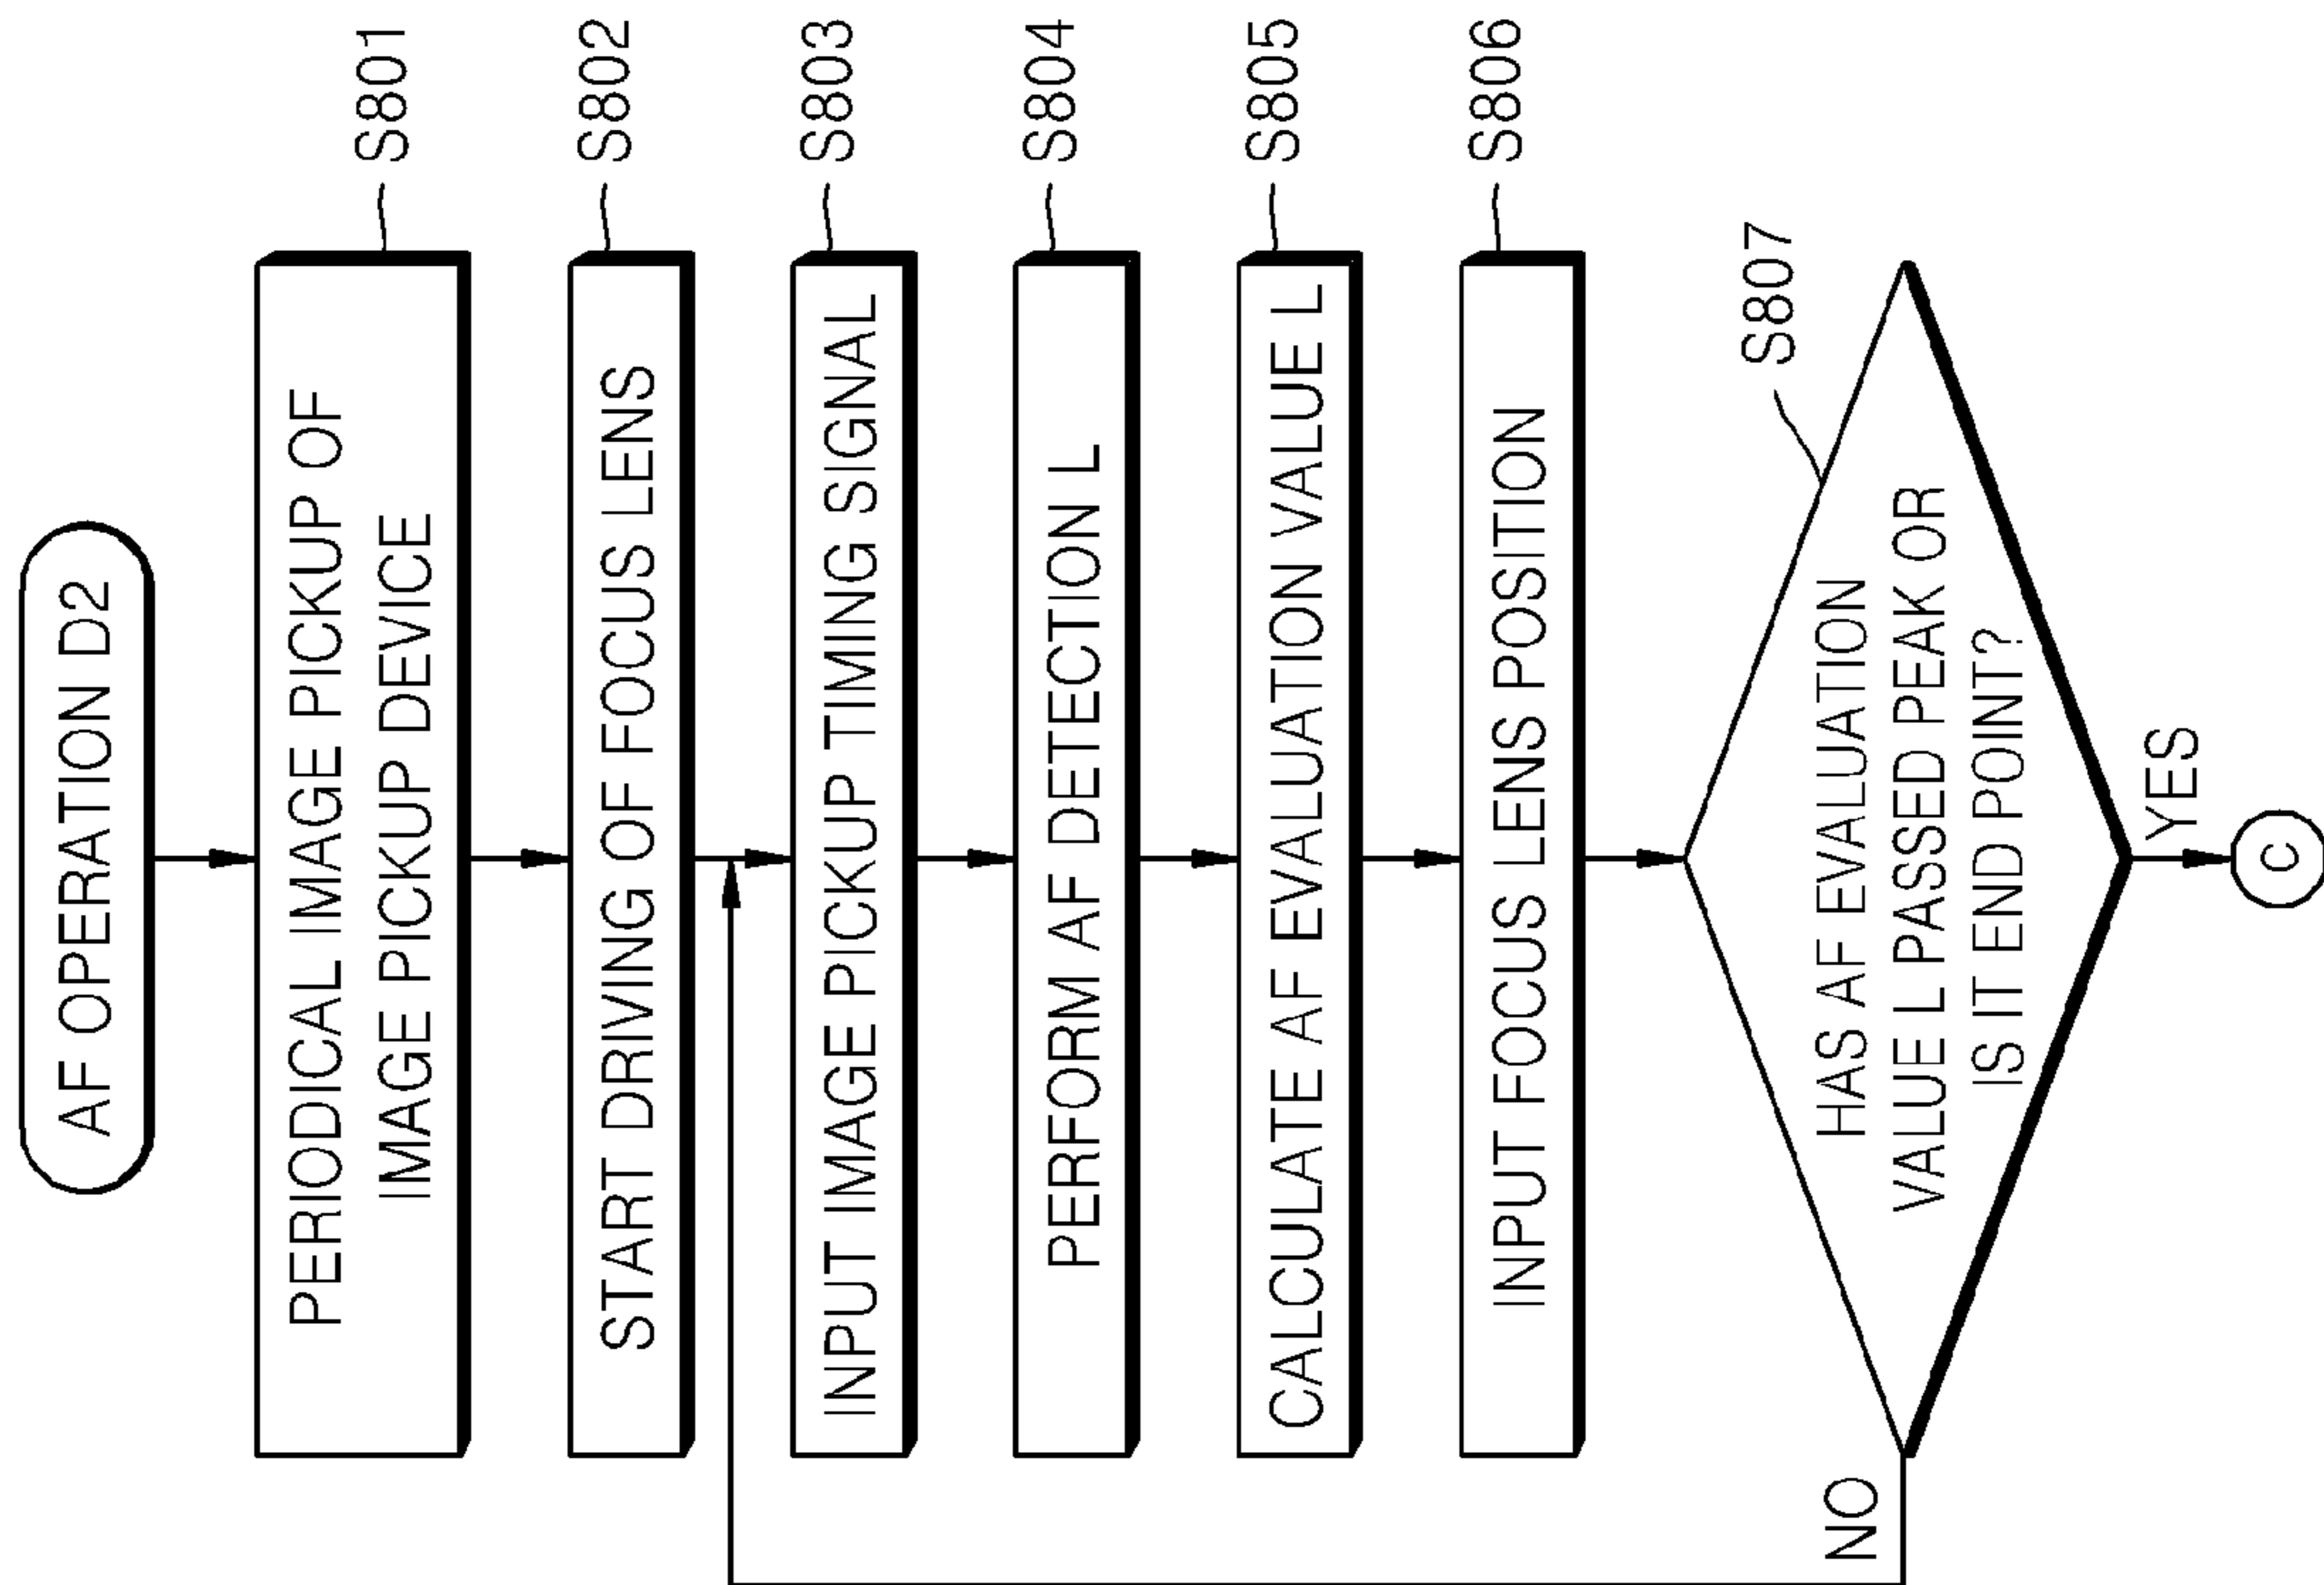 AF OPERATION D2
PERIODICAL IMAGE PICKUP OF
IMAGE PICKUP DEVICE
S801
START DRIVING OF FOCUS LENS
S802
INPUT IMAGE PICKUP TIMING SIGNAL
S803
PERFORM AF DETECTION L
S804
CALCULATE AF EVALUATION VALUE L
S805
INPUT FOCUS LENS POSITION
S806
HAS AF EVALUATION
VALUE L PASSED PEAK OR
IS IT END POINT?
S807
NO
YES
C